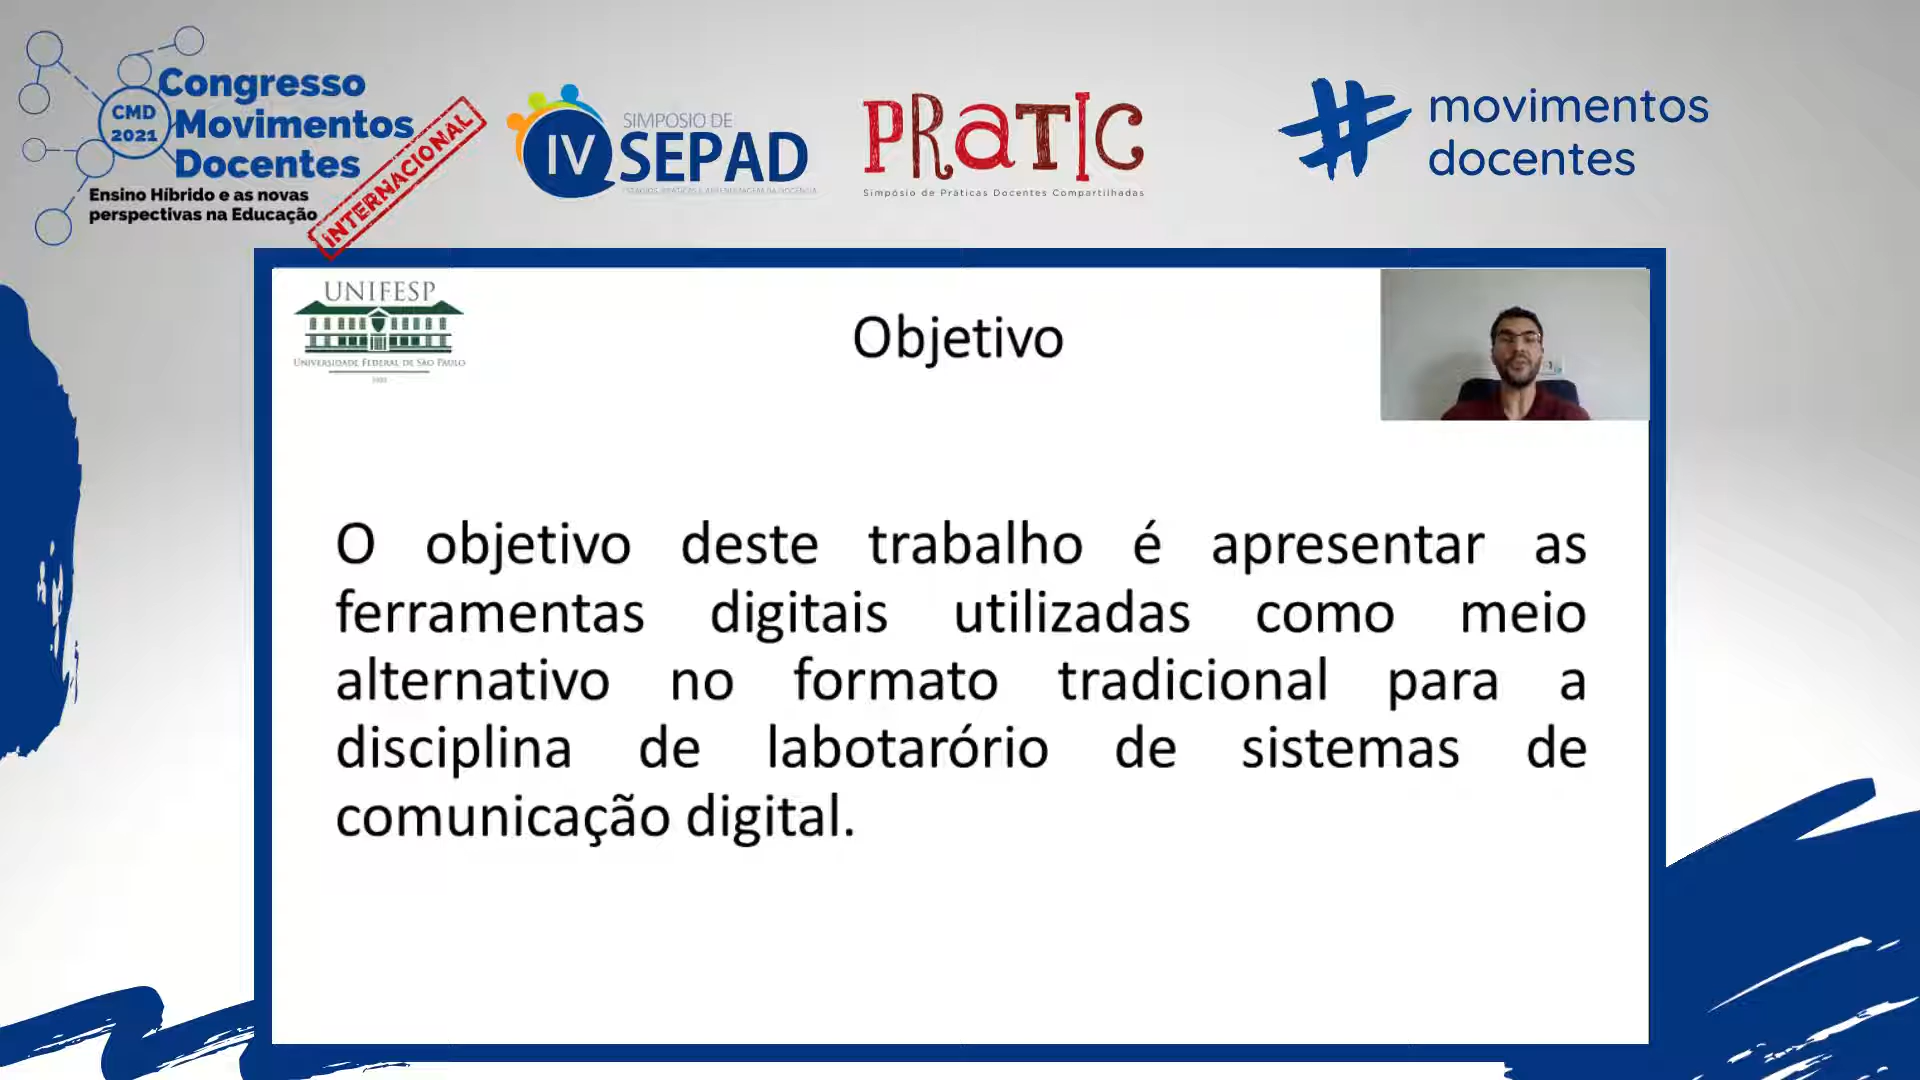 Congresso
CMD
2021
Movimentos
Docentes
INTERNACIONAL
Ensino Híbrido e as novas
perspectivas na Educação
SIMPÓSIO DE
IV SEPAD
PRATIC
Simpósio de Práticas Docentes Compartilhadas
# movimentos
docentes
UNIFESP
UNIVERSIDADE FEDERAL DE SÃO PAULO
Objetivo
O objetivo deste trabalho é apresentar as
ferramentas digitais utilizadas como meio
alternativo no formato tradicional para a
disciplina de labotarório de sistemas de
comunicação digital.